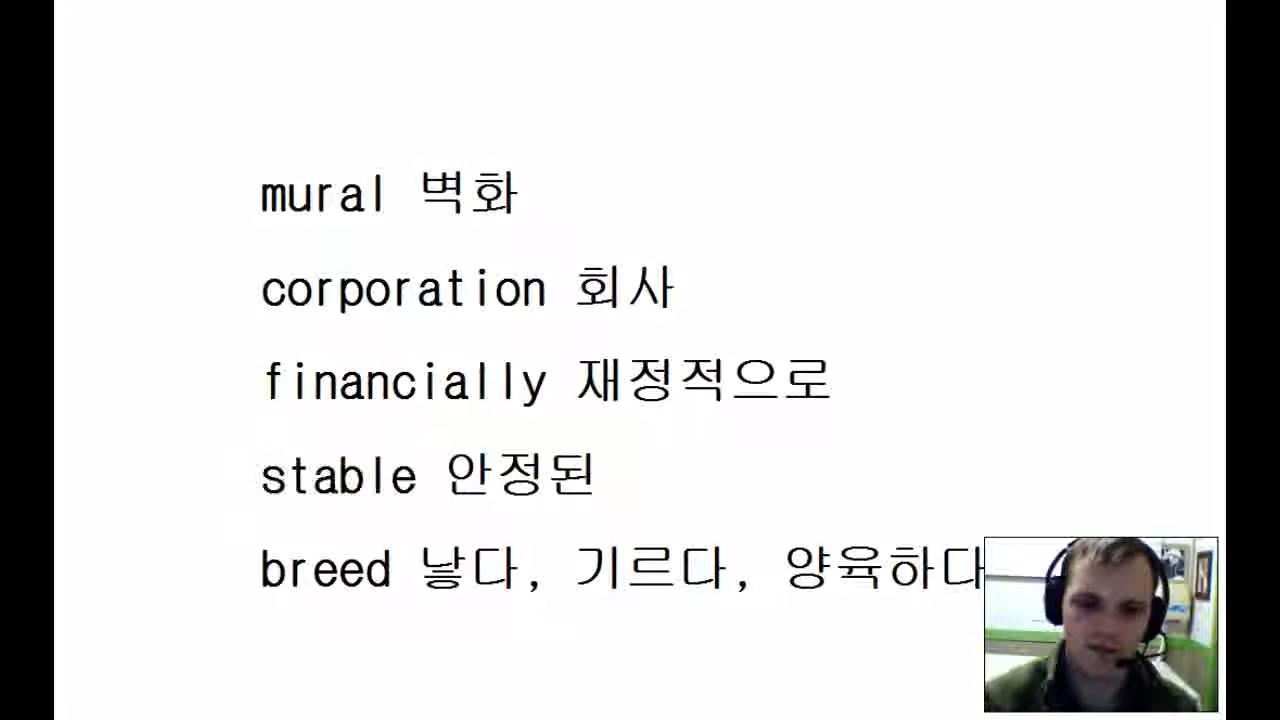 mural 벽화
corporation 회사
financially 재정적으로
stable 안정된
breed 낳다, 기르다, 양육하다